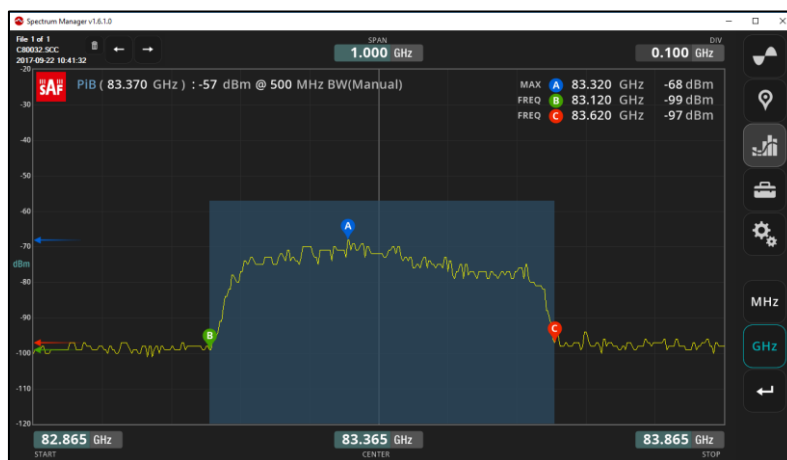 Spectrum Manager v1.6.1.0
File 1 of 1
C80032.SCC
2017-09-22 10:41:32
SPAN
1.000 GHz
DIV
0.100 GHz
SAF
PiB ( 83.370 GHz ) : -57 dBm @ 500 MHz BW(Manual)
MAX A 83.320 GHz -68 dBm
FREQ B 83.120 GHz -99 dBm
FREQ C 83.620 GHz -97 dBm
-20
-30
-40
-50
-60
-70
dBm
-80
-90
-100
-110
-120
A
B
C
MHz
GHz
82.865 GHz
START
83.365 GHz
CENTER
83.865 GHz
STOP